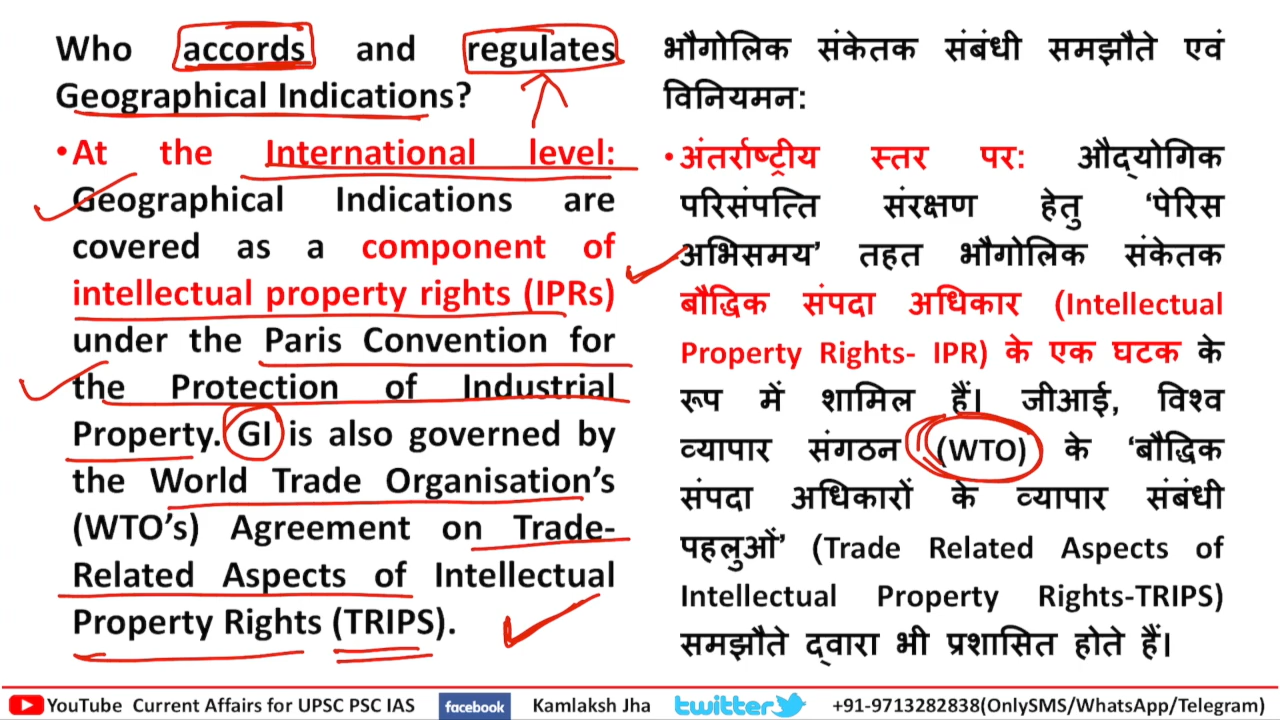 Who accords and regulates
Geographical Indications?
•At the International level:
Geographical Indications are
covered as a component of
intellectual property rights (IPRs)
under the Paris Convention for
the Protection of Industrial
Property. GI is also governed by
the World Trade Organisation’s
(WTO’s) Agreement on Trade-
Related Aspects of Intellectual
Property Rights (TRIPS).
भौगोलिक संकेतक संबंधी समझौते एवं
विनियमन:
•अंतर्राष्ट्रीय स्तर पर: औद्योगिक
परिसंपत्ति संरक्षण हेतु ‘पेरिस
अभिसमय’ तहत भौगोलिक संकेतक
बौद्धिक संपदा अधिकार (Intellectual
Property Rights- IPR) के एक घटक के
रूप में शामिल हैं। जीआई, विश्व
व्यापार संगठन (WTO) के ‘बौद्धिक
संपदा अधिकारों के व्यापार संबंधी
पहलुओं’ (Trade Related Aspects of
Intellectual Property Rights-TRIPS)
समझौते द्वारा भी प्रशासित होते हैं।
YouTube Current Affairs for UPSC PSC IAS facebook Kamlaksh Jha twitter +91-9713282838(OnlySMS/WhatsApp/Telegram)